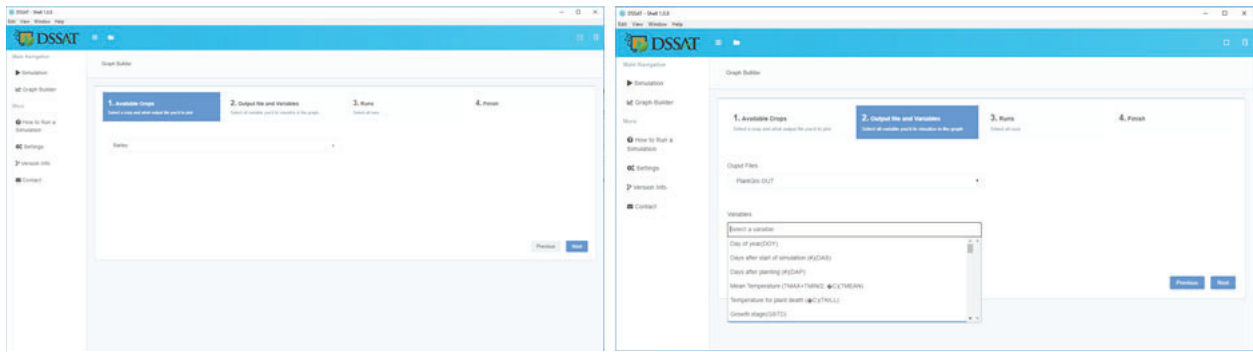 DSSAT - Shell 1.0.0
Edit View Window Help
DSSAT
Main Navigation
Simulation
Graph Builder
More
How to Run a
Simulation
Settings
Version Info
Contact
Graph Builder
1. Available Crops
Select a crop and what output file you'd to plot
2. Output file and Variables
Select all variable you'd to visualize in the graph
3. Runs
Select all runs
4. Finish
Barley
Previous
Next
DSSAT - Shell 1.0.0
Edit View Window Help
DSSAT
Main Navigation
Simulation
Graph Builder
More
How to Run a
Simulation
Settings
Version Info
Contact
Graph Builder
1. Available Crops
Select a crop and what output file you'd to plot
2. Output file and Variables
Select all variable you'd to visualize in the graph
3. Runs
Select all runs
4. Finish
Ouput Files
PlantGro.OUT
Variables
Select a variable
Day of year(DOY)
Days after start of simulation (#)(DAS)
Days after planting (#)(DAP)
Mean Temperature (TMAX+TMIN/2, �C)(TMEAN)
Temperature for plant death (�C)(TKILL)
Growth stage(GSTD)
Previous
Next